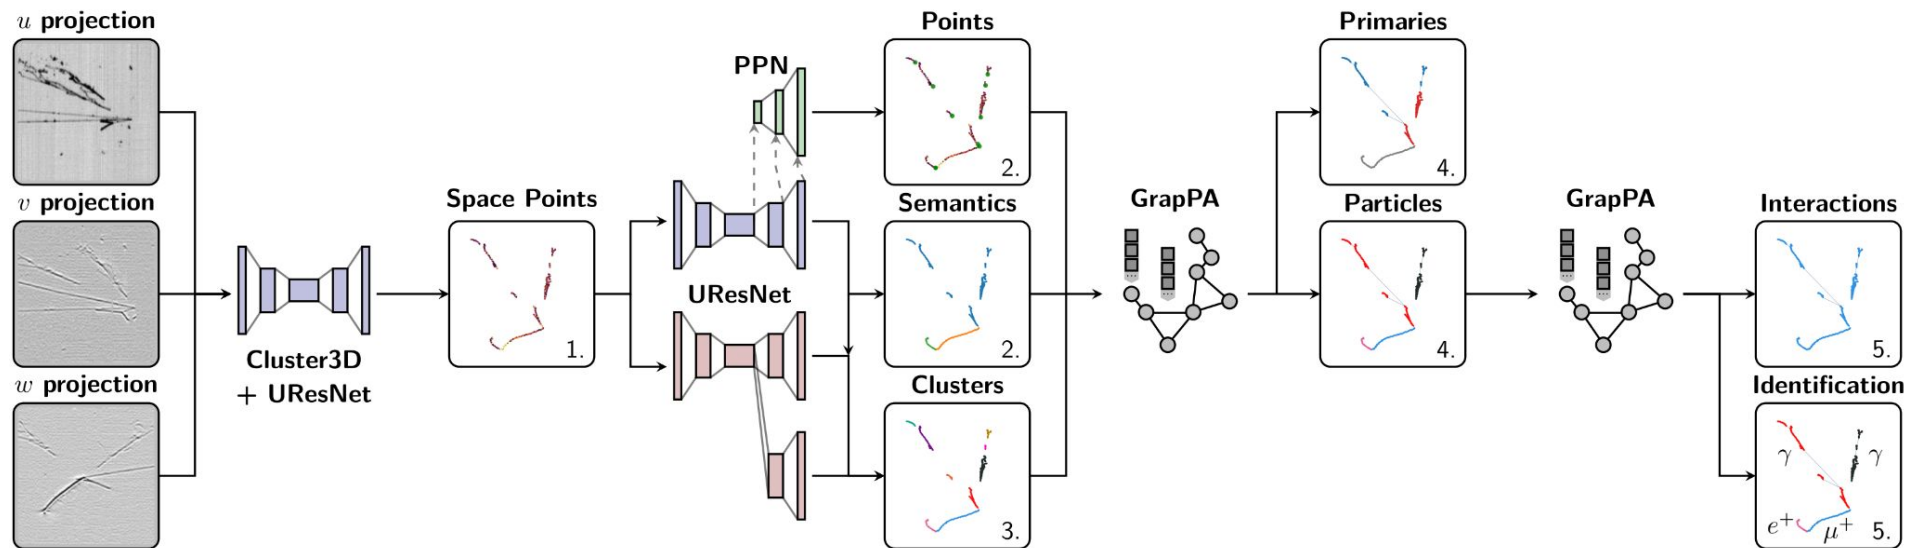 u projection
v projection
w projection
Cluster3D
+ UResNet
Space Points
1.
PPN
UResNet
Points
2.
Semantics
2.
Clusters
3.
GrapPA
...
...
Primaries
4.
Particles
4.
GrapPA
...
...
Interactions
5.
Identification
γ
γ
e+
μ+
5.